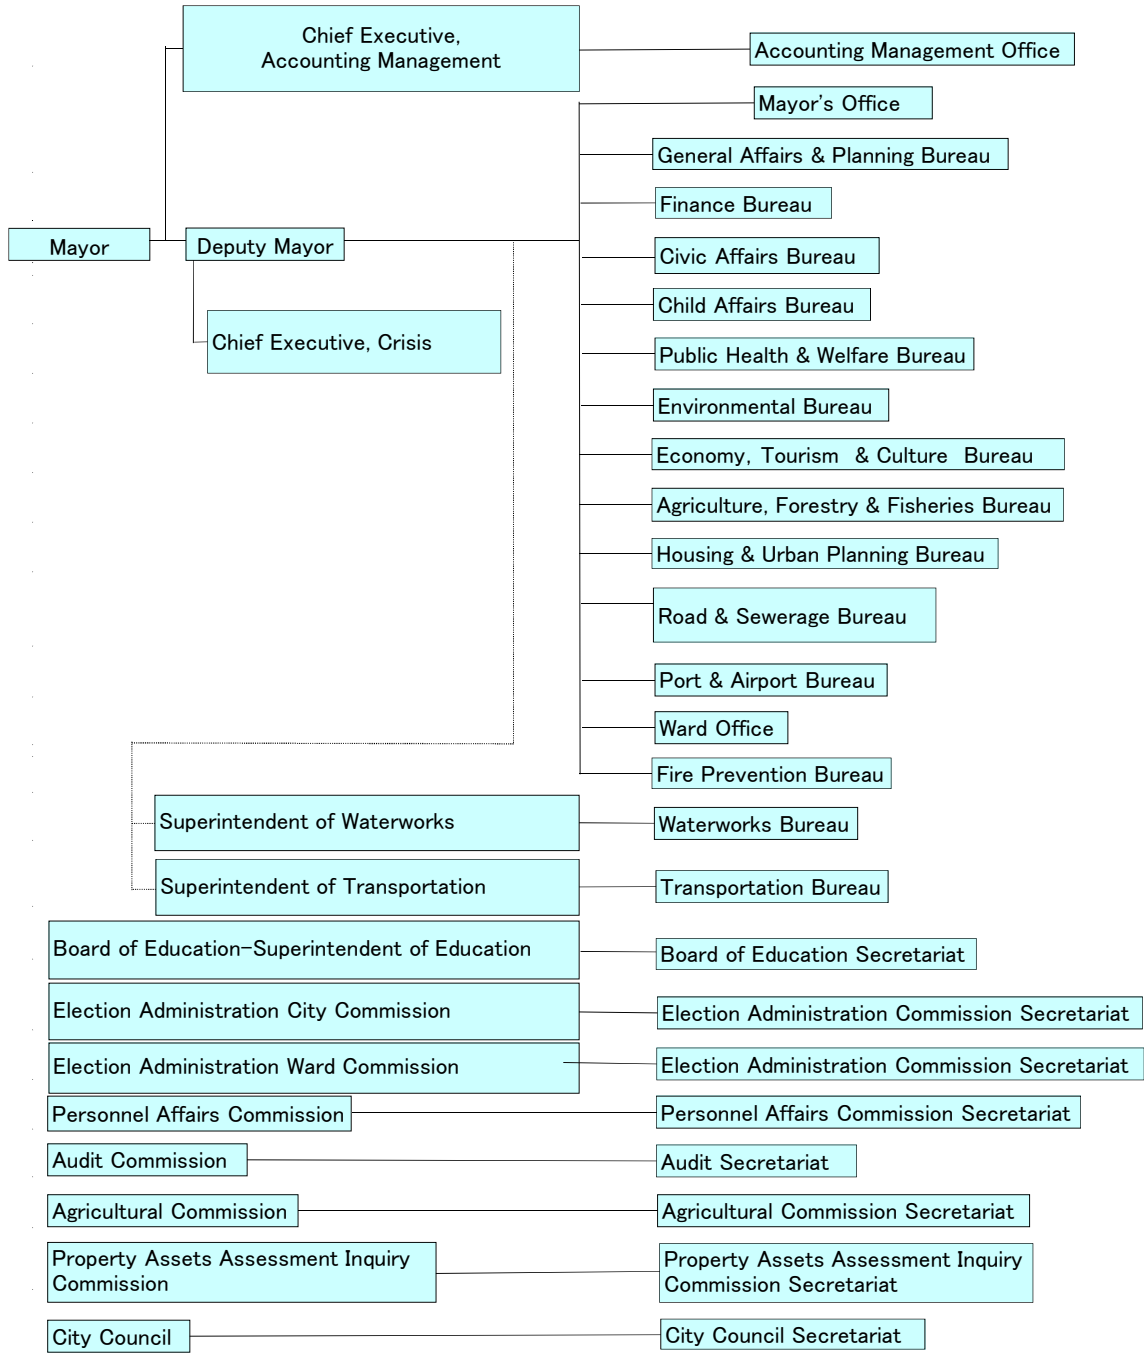 Chief Executive,
Accounting Management
Accounting Management Office
Mayor's Office
General Affairs & Planning Bureau
Finance Bureau
Mayor
Deputy Mayor
Civic Affairs Bureau
Child Affairs Bureau
Chief Executive, Crisis
Public Health & Welfare Bureau
Environmental Bureau
Economy, Tourism & Culture Bureau
Agriculture, Forestry & Fisheries Bureau
Housing & Urban Planning Bureau
Road & Sewerage Bureau
Port & Airport Bureau
Ward Office
Fire Prevention Bureau
Superintendent of Waterworks
Waterworks Bureau
Superintendent of Transportation
Transportation Bureau
Board of Education-Superintendent of Education
Board of Education Secretariat
Election Administration City Commission
Election Administration Commission Secretariat
Election Administration Ward Commission
Election Administration Commission Secretariat
Personnel Affairs Commission
Personnel Affairs Commission Secretariat
Audit Commission
Audit Secretariat
Agricultural Commission
Agricultural Commission Secretariat
Property Assets Assessment Inquiry
Commission
Property Assets Assessment Inquiry
Commission Secretariat
City Council
City Council Secretariat